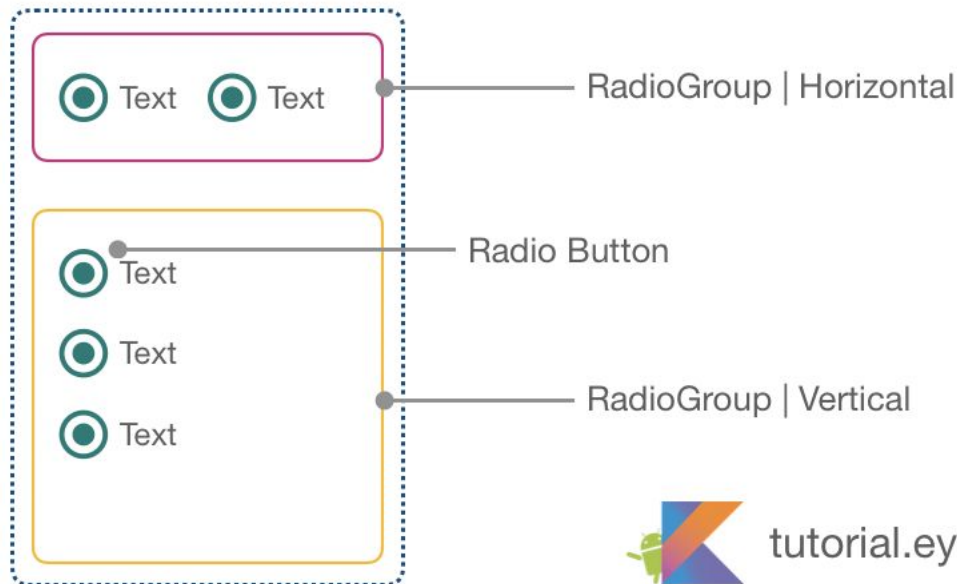 Text Text
RadioGroup | Horizontal
Radio Button
Text
Text
RadioGroup | Vertical
Text
tutorial.ey